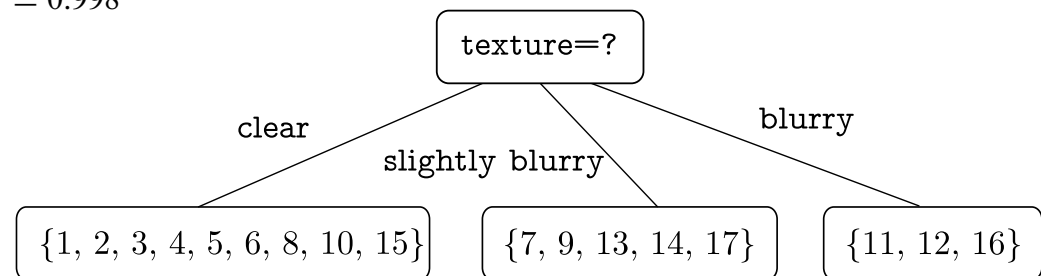 = 0.998
texture=?
clear
blurry
slightly blurry
{1, 2, 3, 4, 5, 6, 8, 10, 15}
{7, 9, 13, 14, 17}
{11, 12, 16}